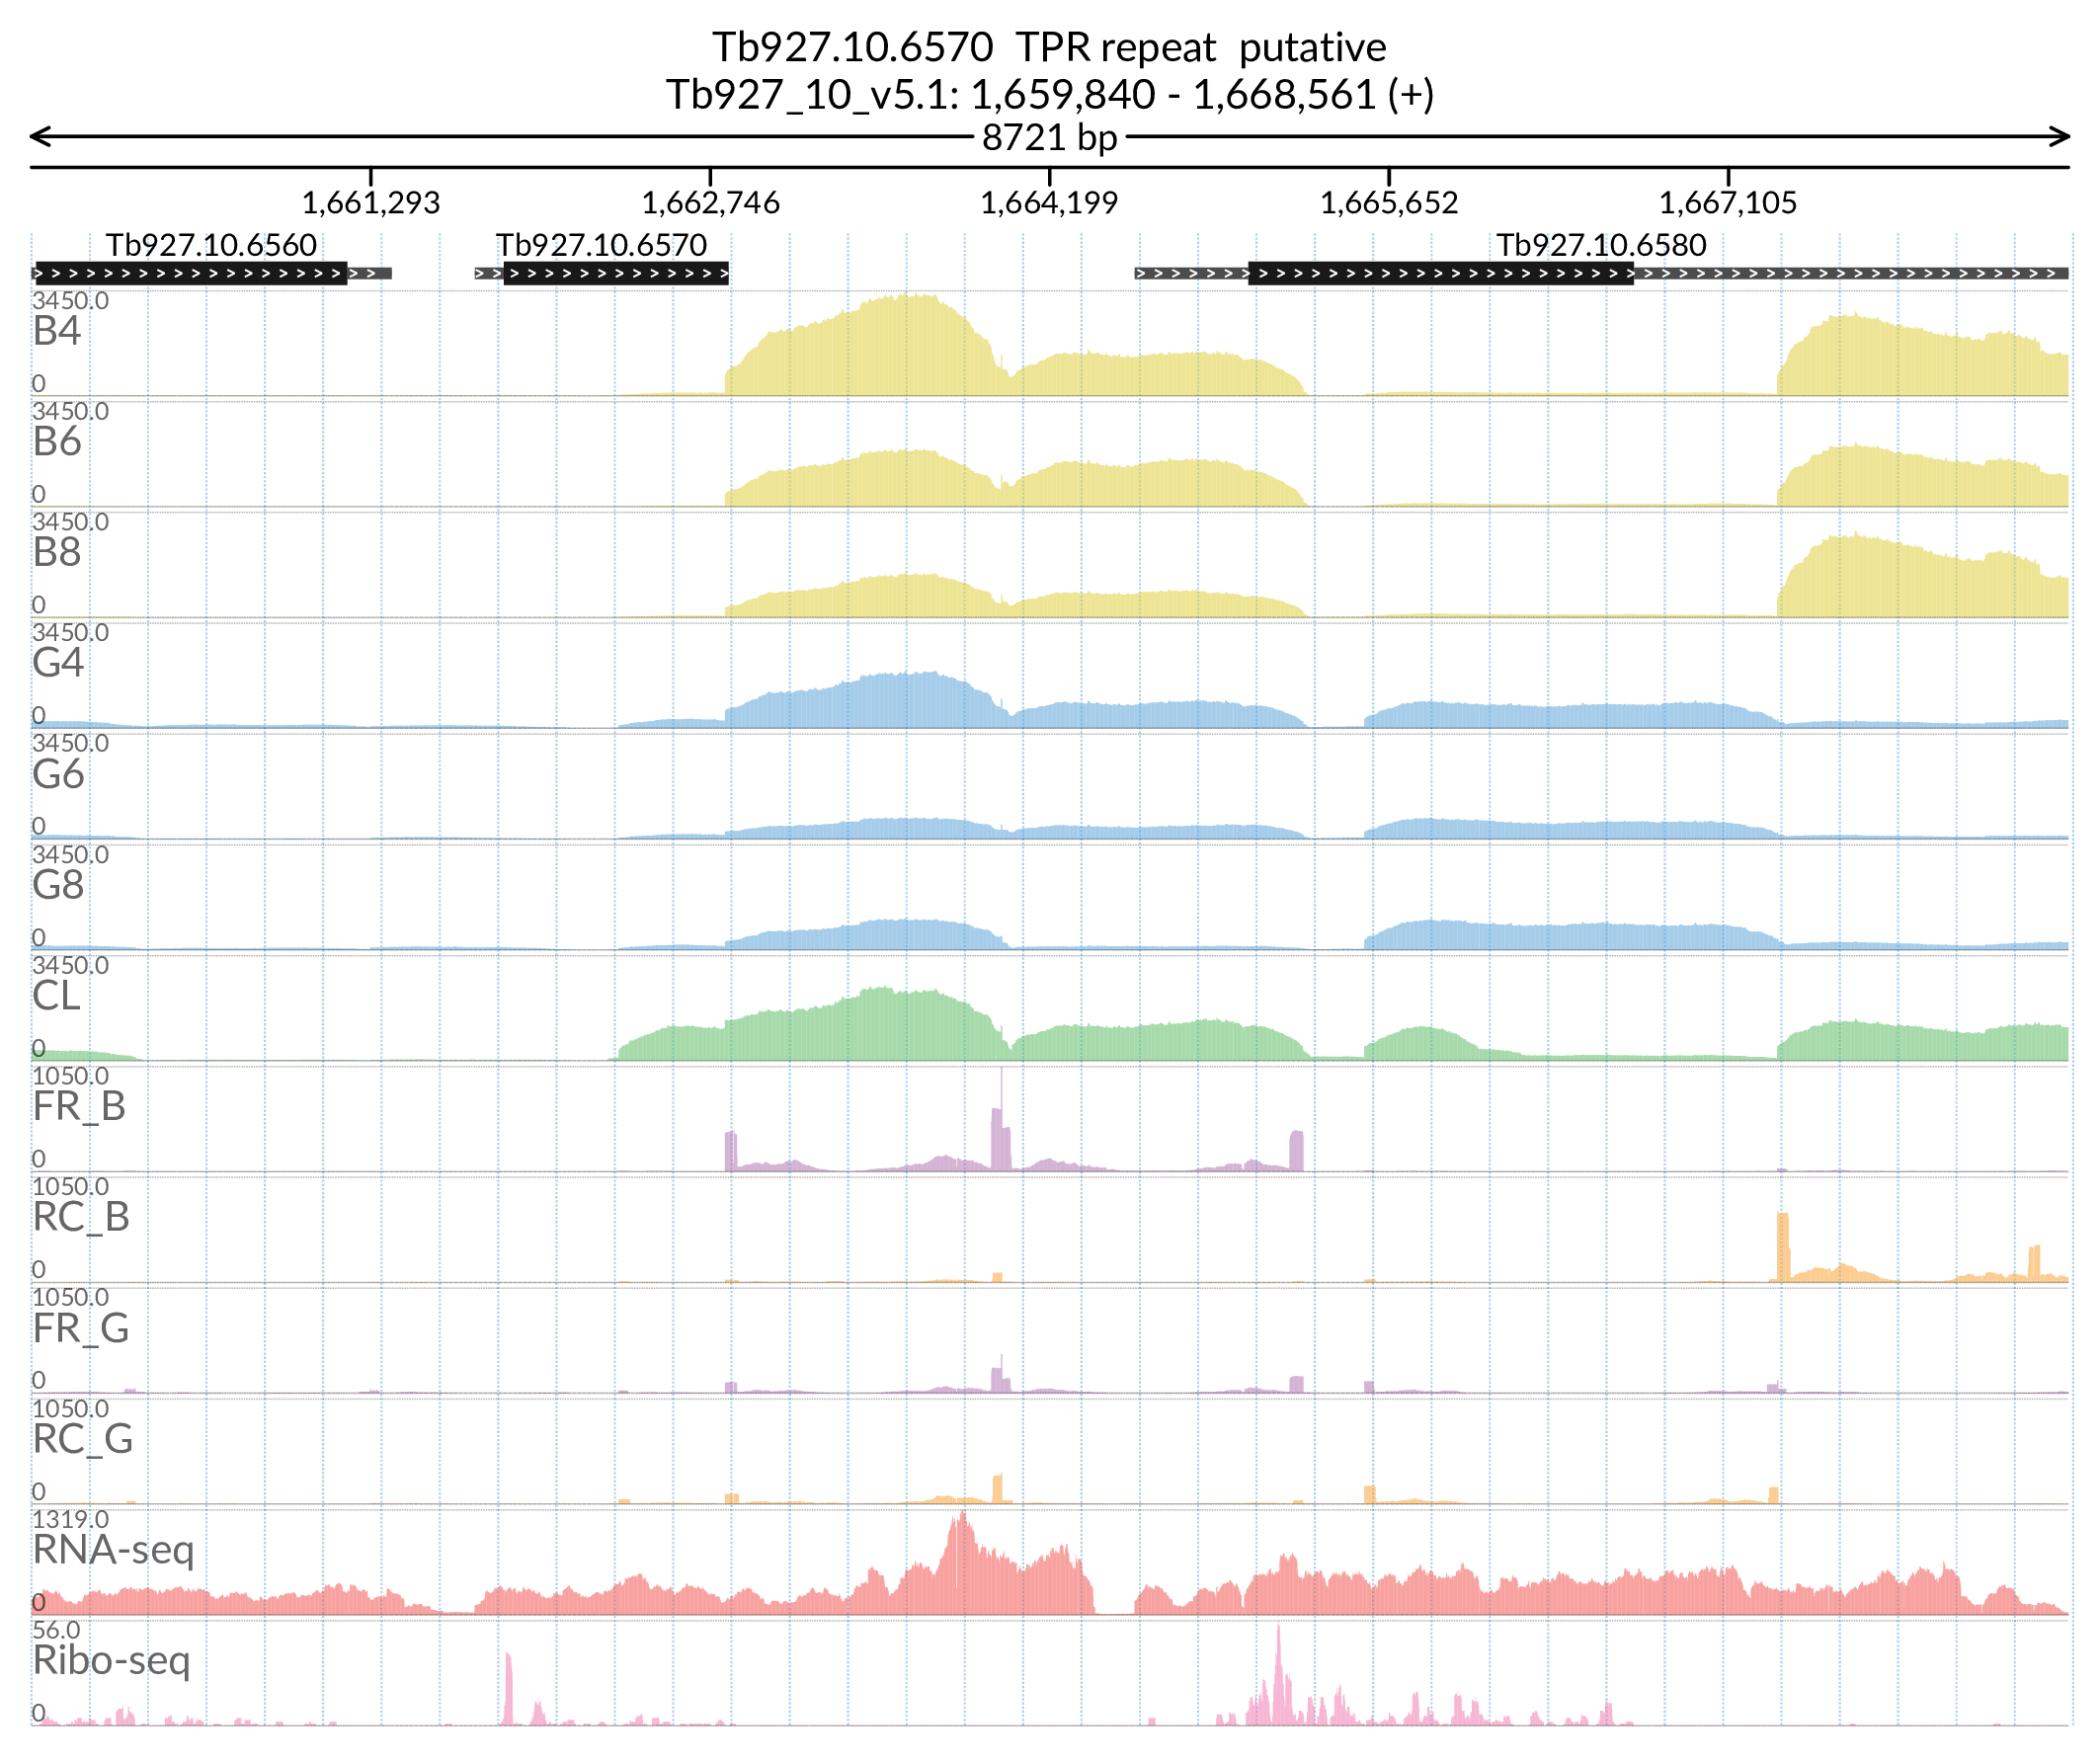 Tb927.10.6570 TPR repeat putative
Tb927_10_v5.1: 1,659,840 - 1,668,561 (+)
8721 bp
1,661,293 1,662,746 1,664,199 1,665,652 1,667,105
Tb927.10.6560 Tb927.10.6570 Tb927.10.6580
3450.0
B4
0
3450.0
B6
0
3450.0
B8
0
3450.0
G4
0
3450.0
G6
0
3450.0
G8
0
3450.0
CL
0
1050.0
FR_B
0
1050.0
RC_B
0
1050.0
FR_G
0
1050.0
RC_G
0
1319.0
RNA-seq
0
56.0
Ribo-seq
0